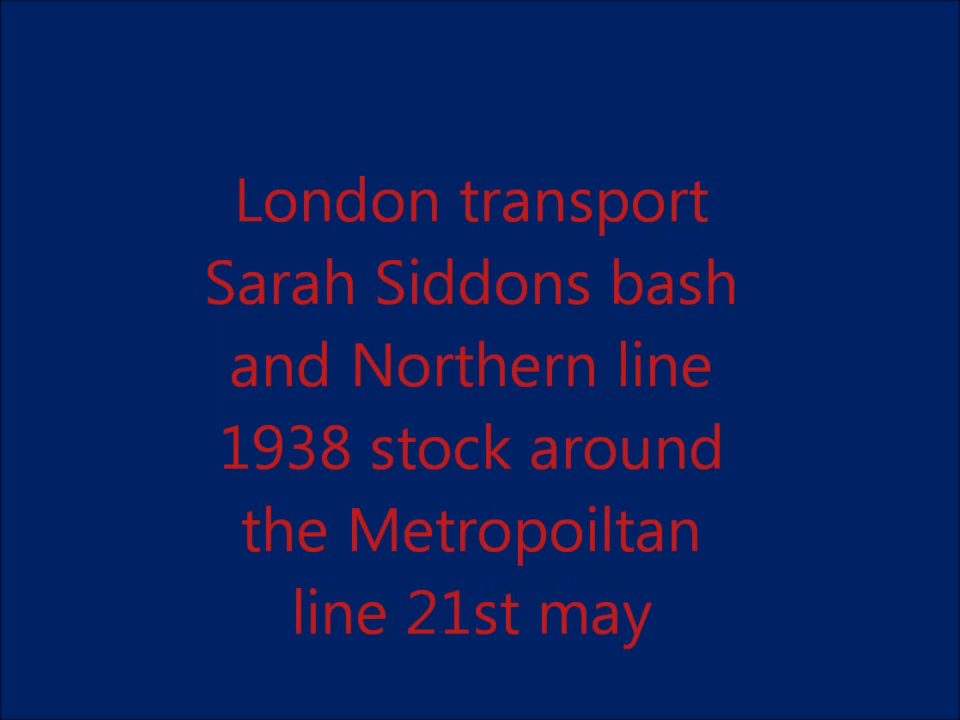 London transport
Sarah Siddons bash
and Northern line
1938 stock around
the Metropoiltan
line 21st may